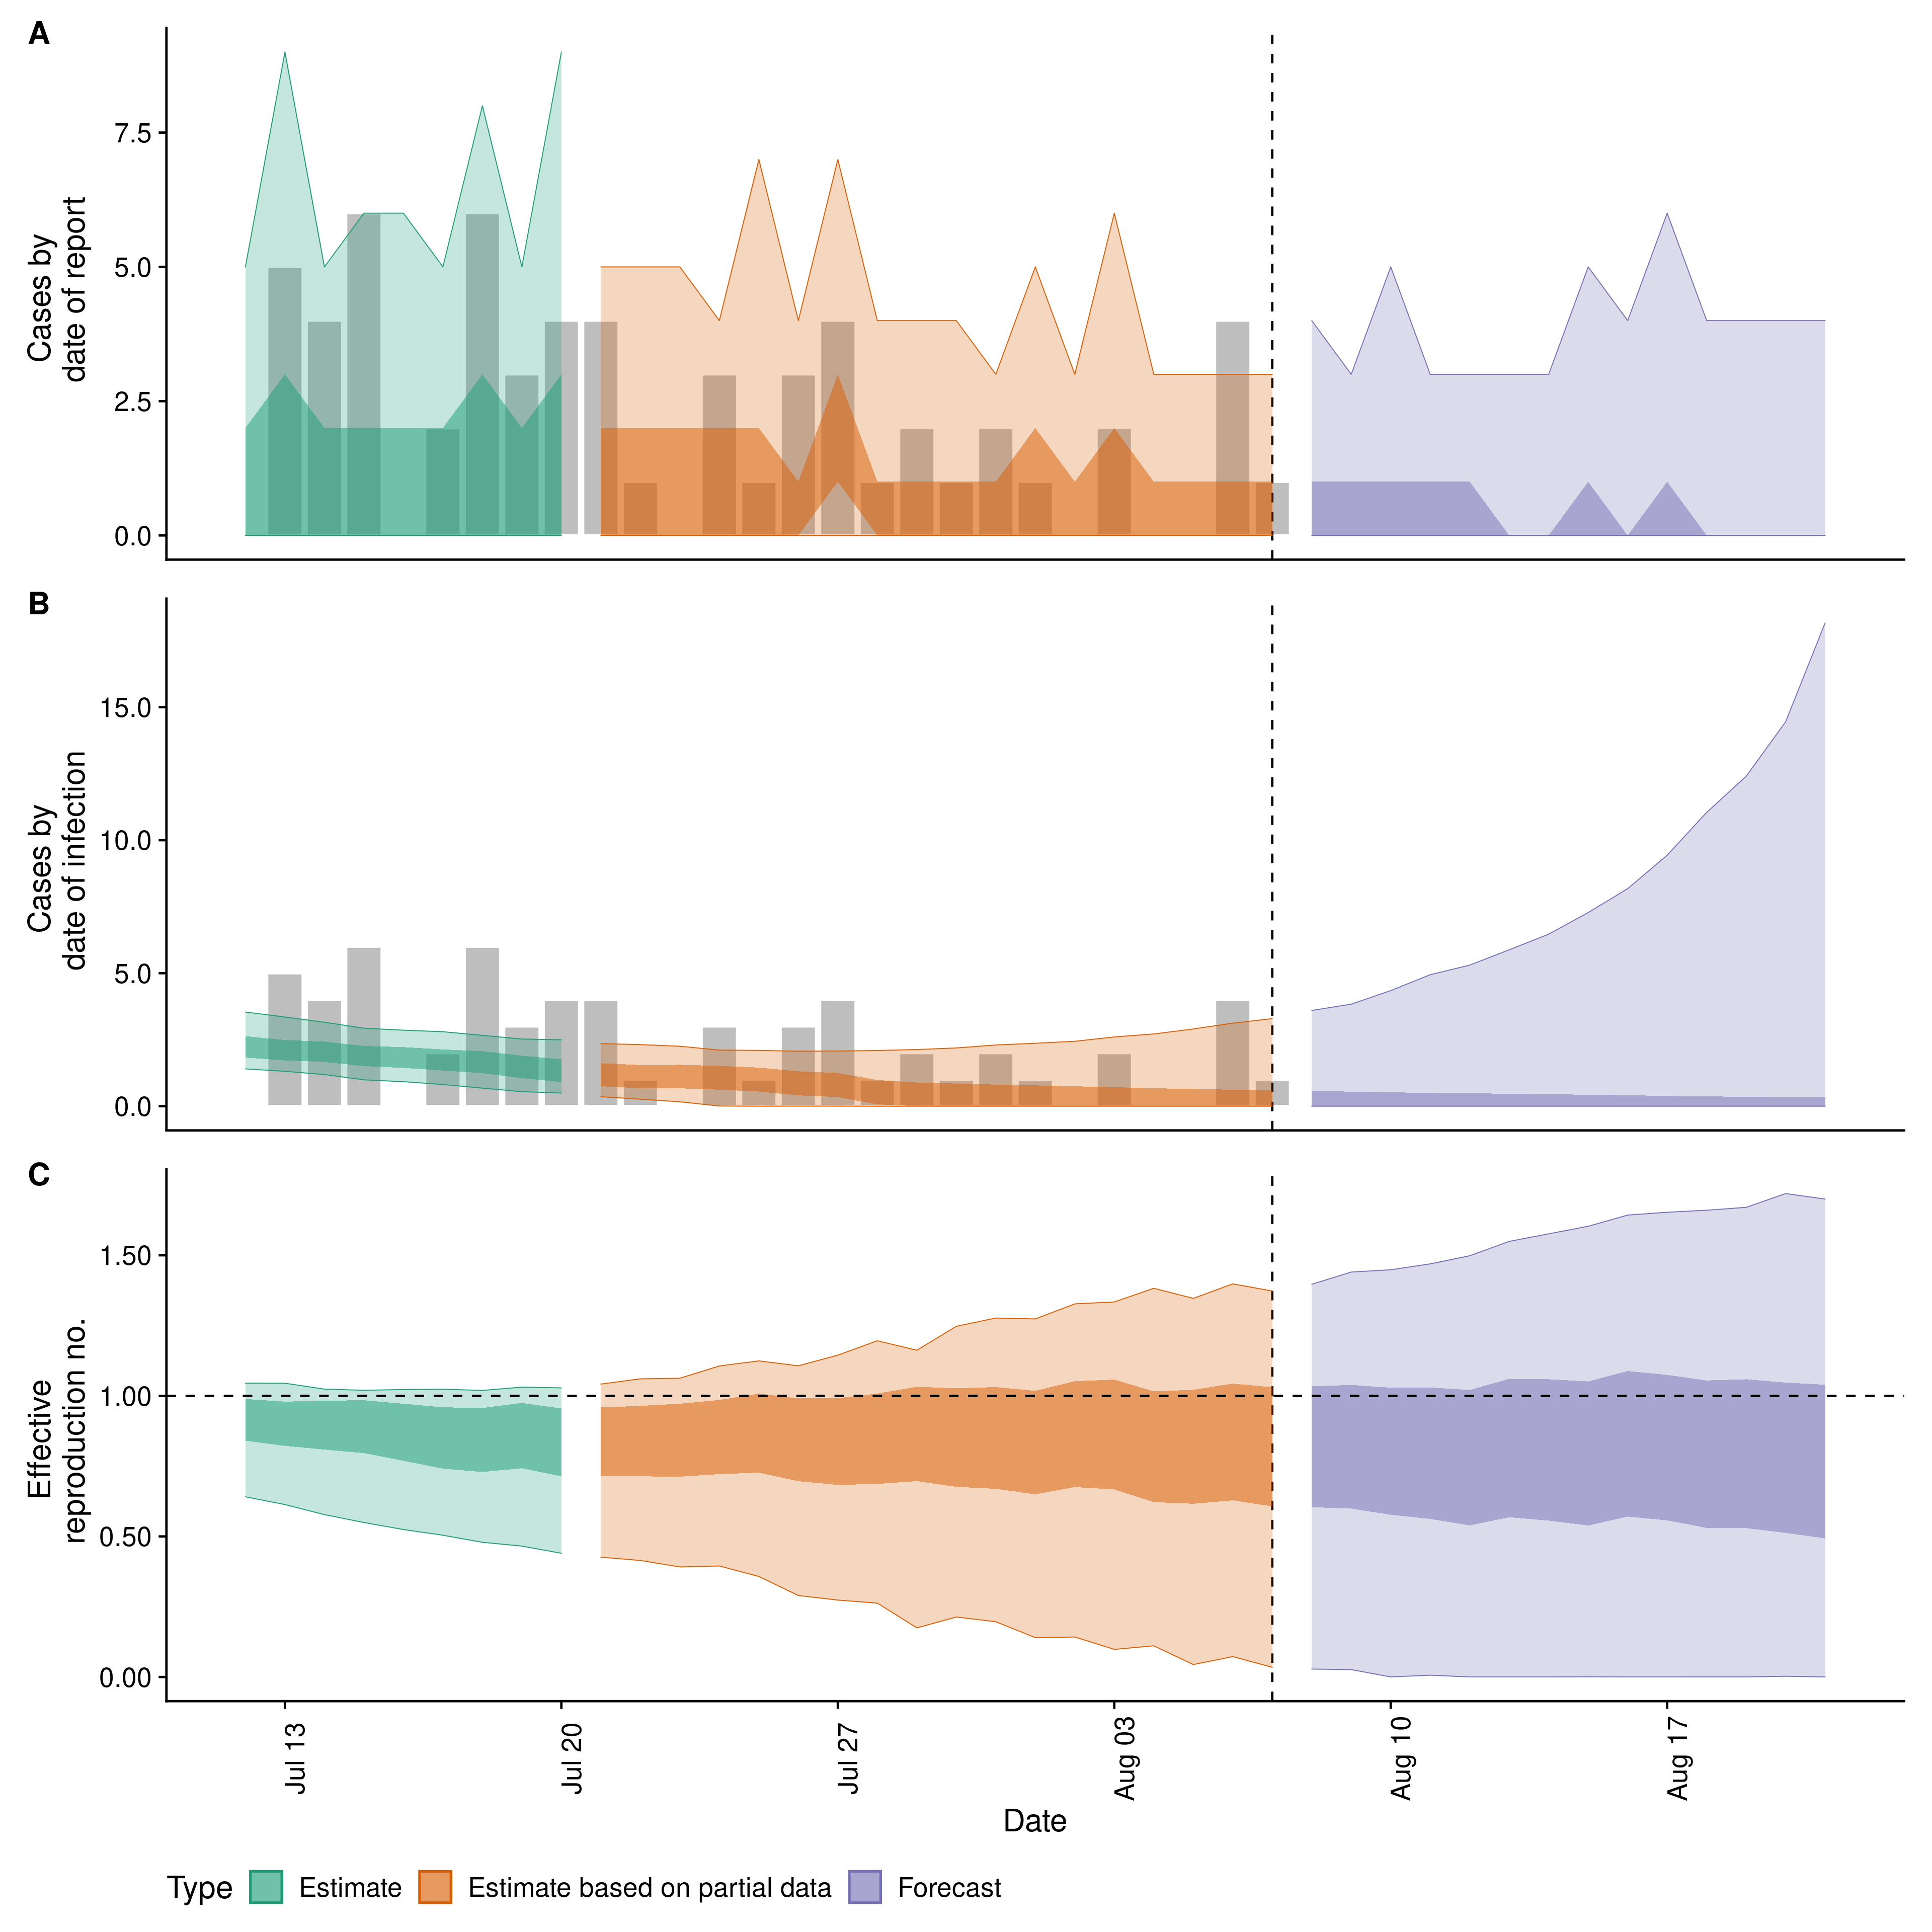 A
Cases by
date of report
7.5
5.0
2.5
0.0
B
Cases by
date of infection
15.0
10.0
5.0
0.0
C
Effective
reproduction no.
1.50
1.00
0.50
0.00
Jul 13
Jul 20
Jul 27
Aug 03
Aug 10
Aug 17
Date
Type
Estimate
Estimate based on partial data
Forecast